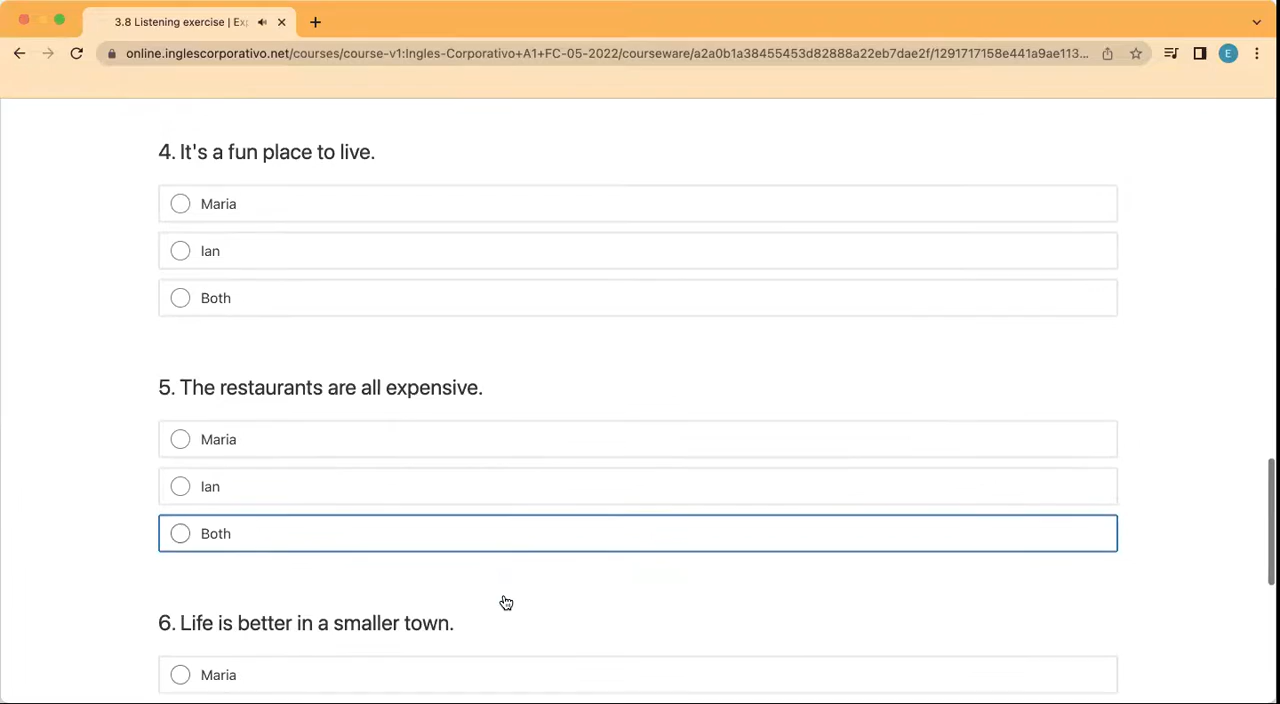 3.8 Listening exercise | Ex
online.inglescorporativo.net/courses/course-v1:Ingles-Corporativo+A1+FC-05-2022/courseware/a2a0b1a38455453d82888a22eb7dae2f/1291717158e441a9ae113...
E
4. It's a fun place to live.
Maria
Ian
Both
5. The restaurants are all expensive.
Maria
Ian
Both
6. Life is better in a smaller town.
Maria